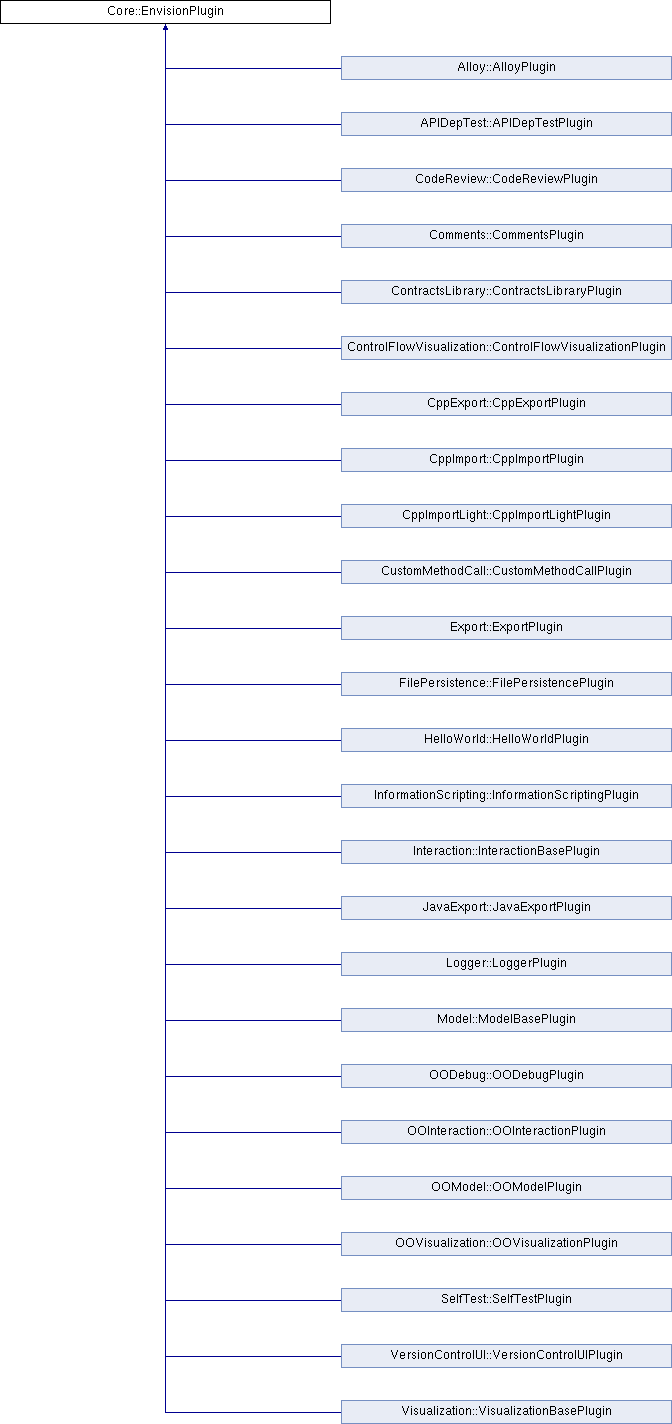 Core::EnvisionPlugin
Alloy::AlloyPlugin
APIDepTest::APIDepTestPlugin
CodeReview::CodeReviewPlugin
Comments::CommentsPlugin
ContractsLibrary::ContractsLibraryPlugin
ControlFlowVisualization::ControlFlowVisualizationPlugin
CppExport::CppExportPlugin
CppImport::CppImportPlugin
CppImportLight::CppImportLightPlugin
CustomMethodCall::CustomMethodCallPlugin
Export::ExportPlugin
FilePersistence::FilePersistencePlugin
HelloWorld::HelloWorldPlugin
InformationScripting::InformationScriptingPlugin
Interaction::InteractionBasePlugin
JavaExport::JavaExportPlugin
Logger::LoggerPlugin
Model::ModelBasePlugin
OODebug::OODebugPlugin
OOInteraction::OOInteractionPlugin
OOModel::OOModelPlugin
OOVisualization::OOVisualizationPlugin
SelfTest::SelfTestPlugin
VersionControlUI::VersionControlUIPlugin
Visualization::VisualizationBasePlugin